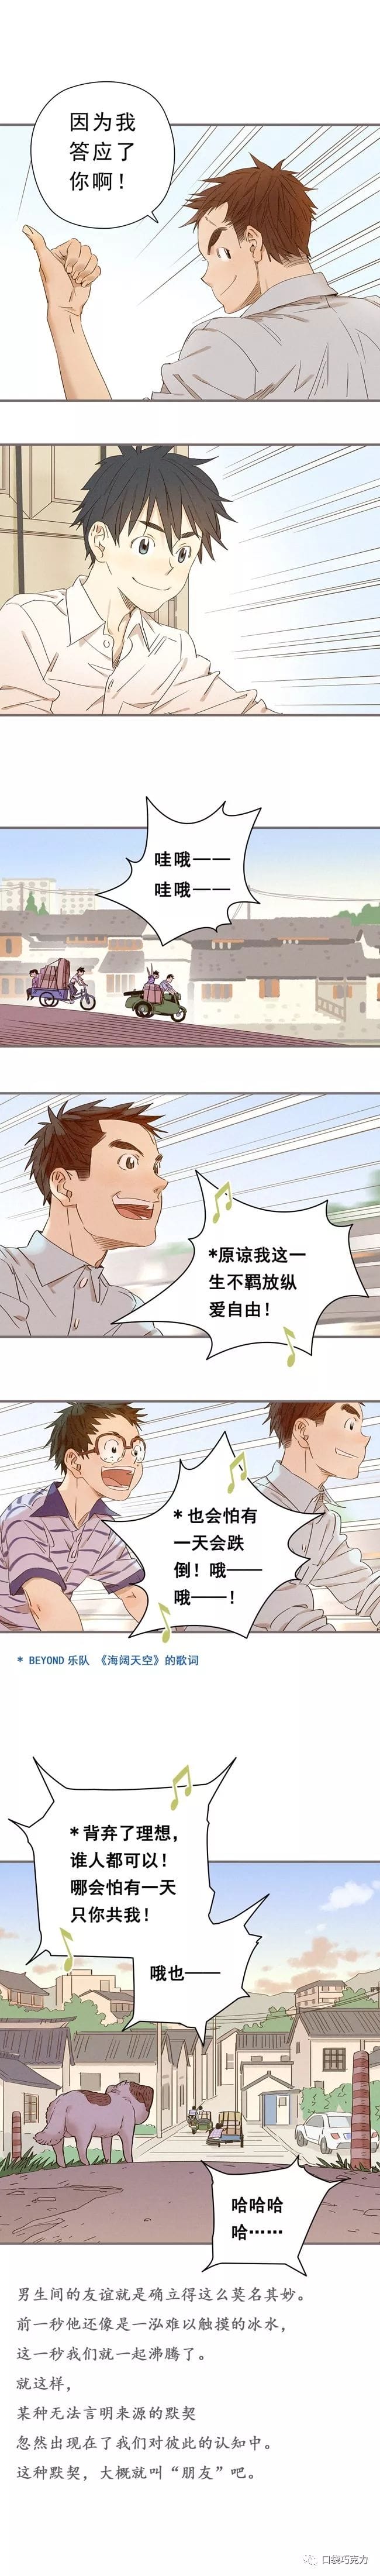 因为我
答应了
你啊！
哇哦——
哇哦——
*原谅我这一
生不羁放纵
爱自由！
*也会怕有
一天会跌
倒！哦——
哦——！
* BEYOND乐队 《海阔天空》的歌词
*背弃了理想，
谁人都可以！
哪会怕有一天
只你共我！
哦也——
哈哈哈
哈……
男生间的友谊就是确立得这么莫名其妙。
前一秒他还像是一泓难以触摸的冰水，
这一秒我们就一起沸腾了。
就这样，
某种无法言明来源的默契
忽然出现在了我们对彼此的认知中。
这种默契，大概就叫“朋友”吧。
口袋巧克力